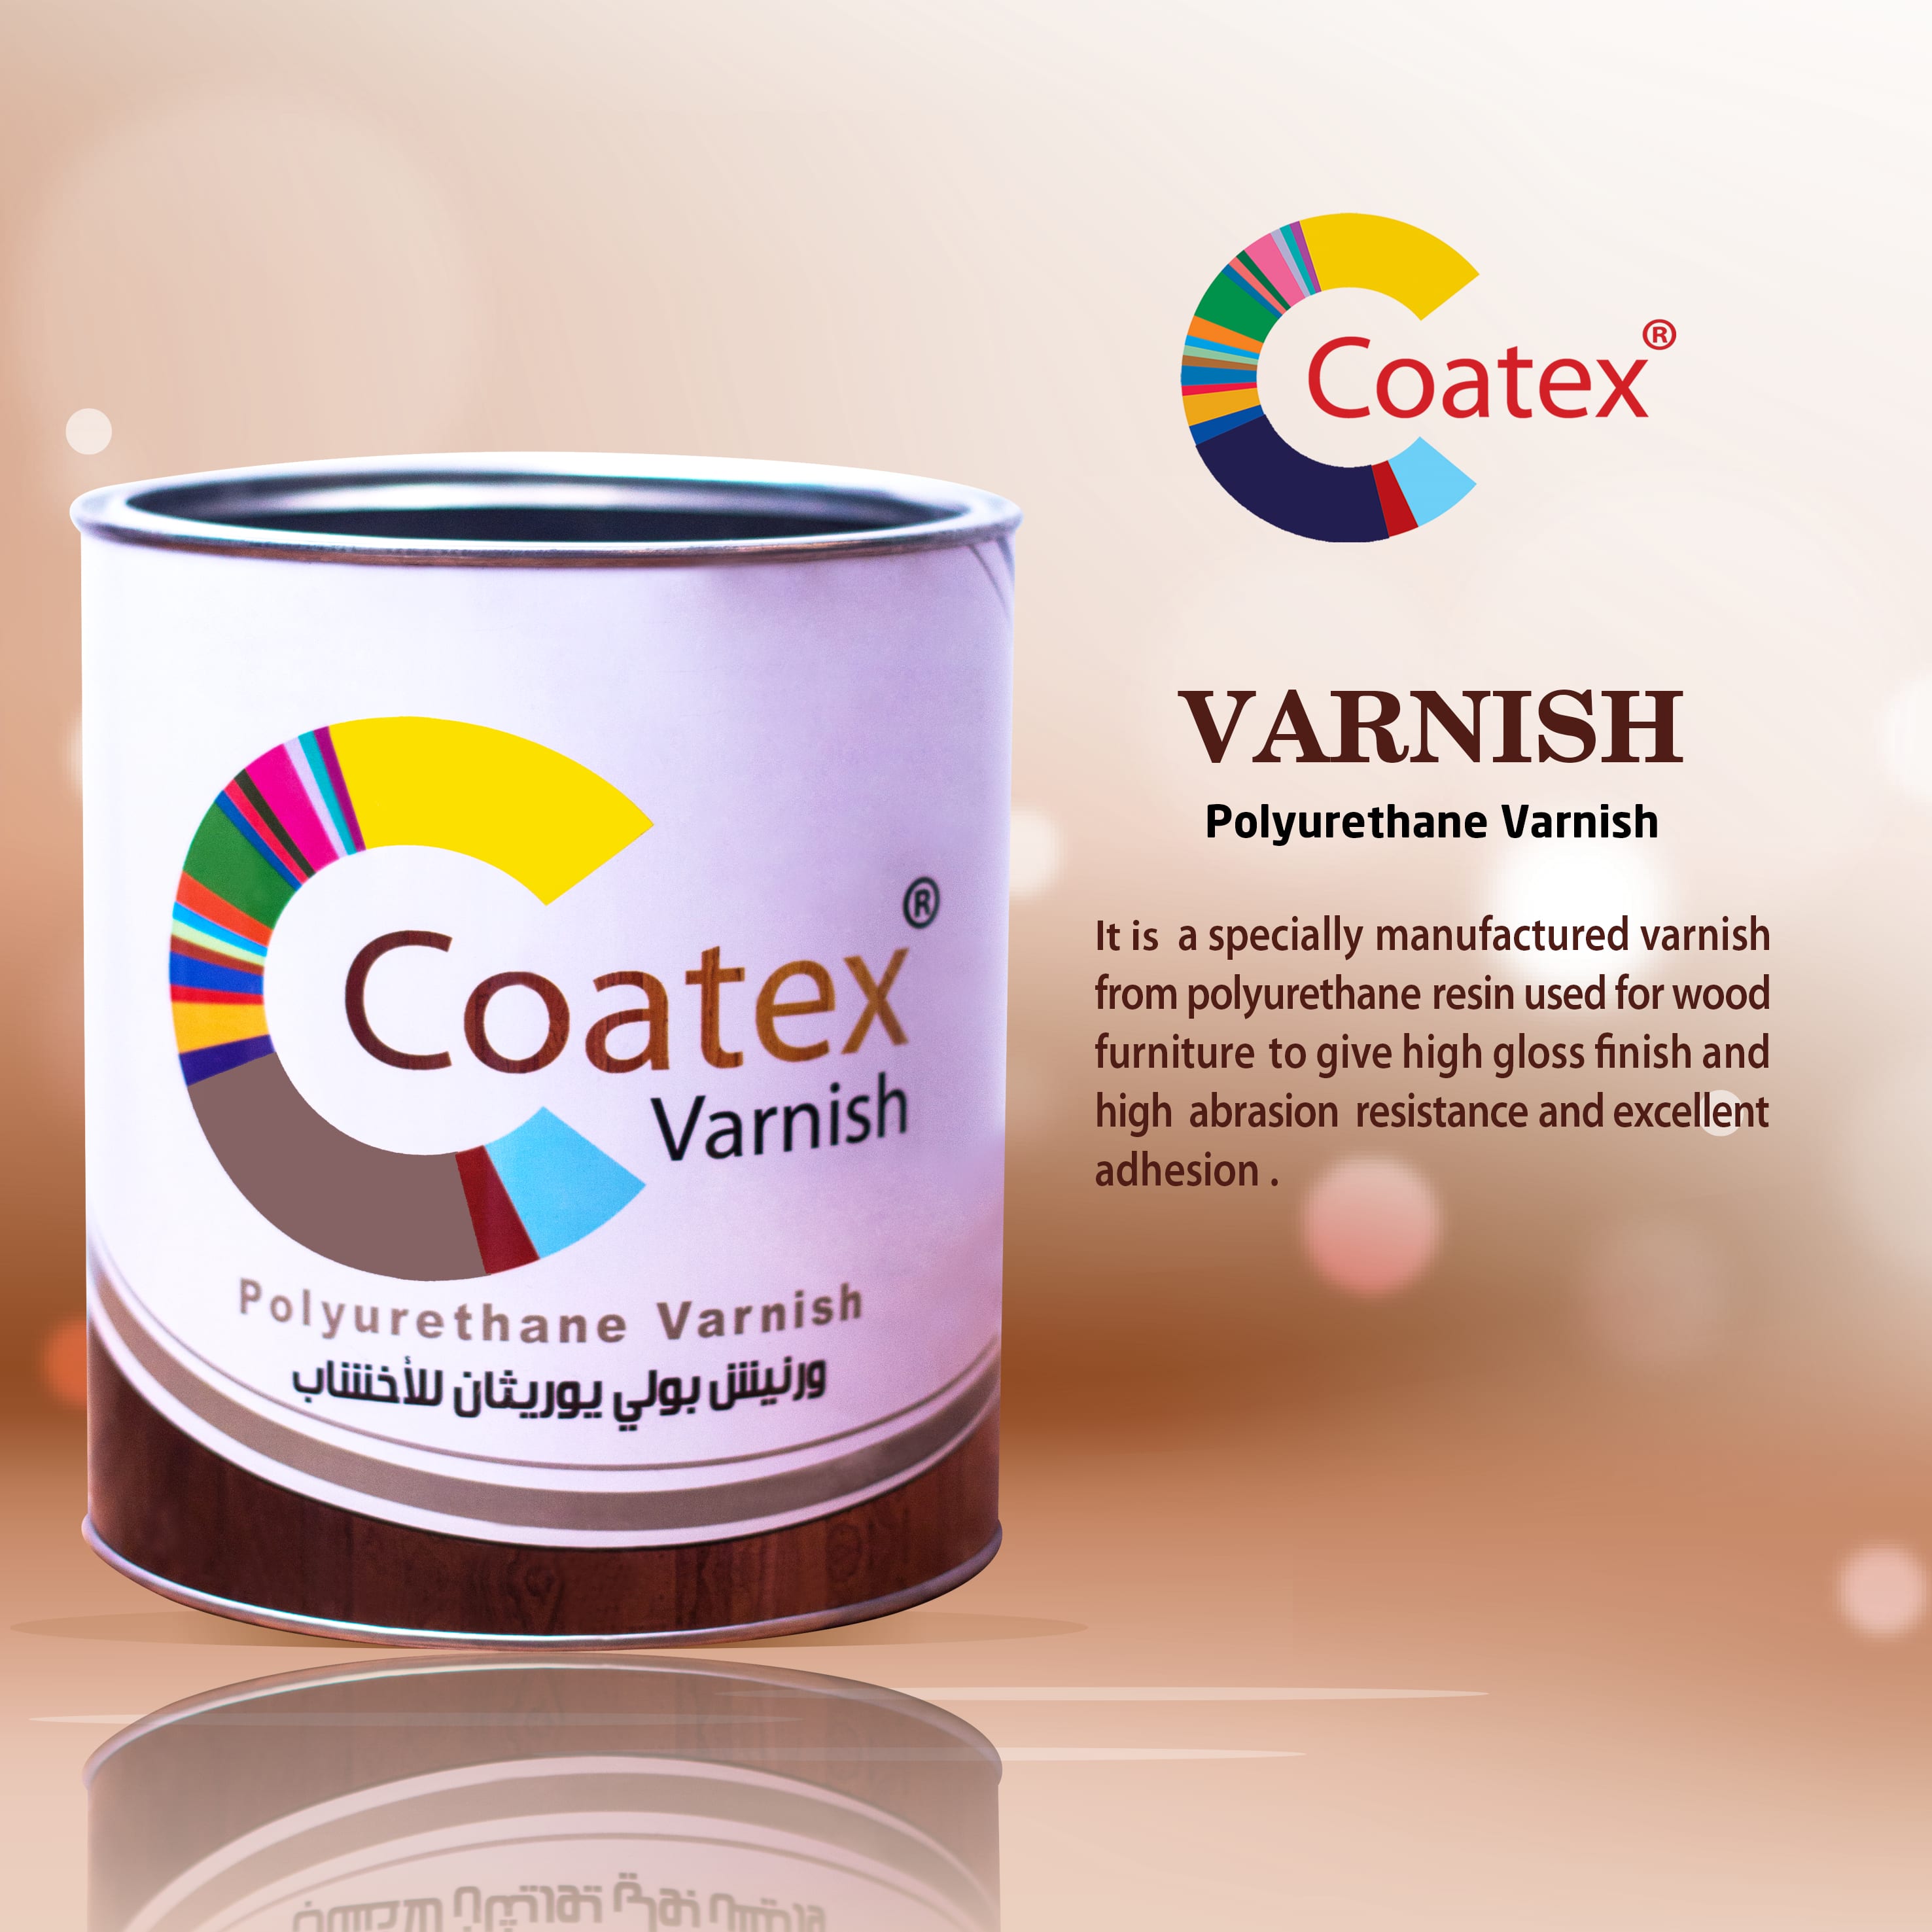 Coatex®
VARNISH
Polyurethane Varnish
It is a specially manufactured varnish
from polyurethane resin used for wood
furniture to give high gloss finish and
high abrasion resistance and excellent
adhesion .
Coatex®
Varnish
Polyurethane Varnish
ورنيش بولي يوريثان للأخشاب